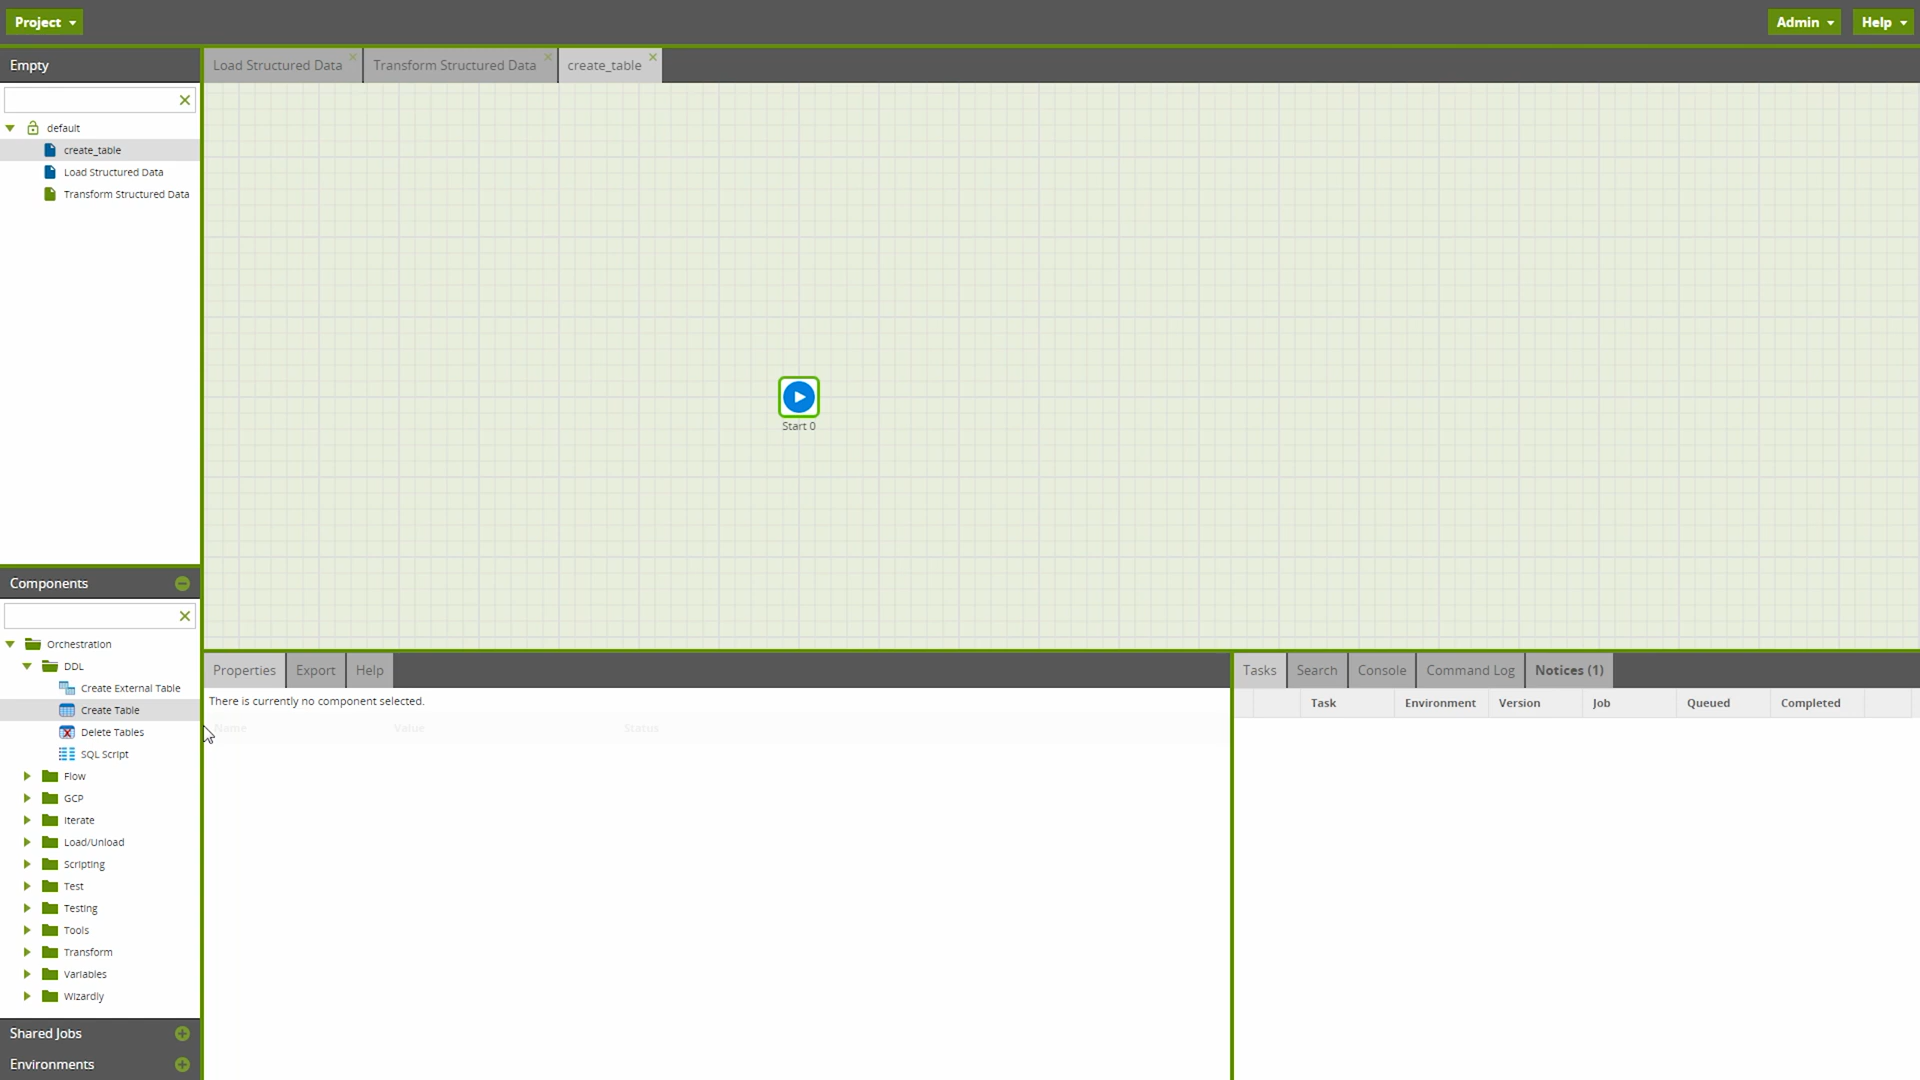 Project
Admin
Help
Empty
Load Structured Data
Transform Structured Data
create_table
default
create_table
Load Structured Data
Transform Structured Data
Start 0
Components
Orchestration
DDL
Create External Table
Create Table
Delete Tables
SQL Script
Flow
GCP
Iterate
Load/Unload
Scripting
Test
Testing
Tools
Transform
Variables
Wizardly
Shared Jobs
Environments
Properties
Export
Help
There is currently no component selected.
Name Value Status
Tasks
Search
Console
Command Log
Notices (1)
Task Environment Version Job Queued Completed